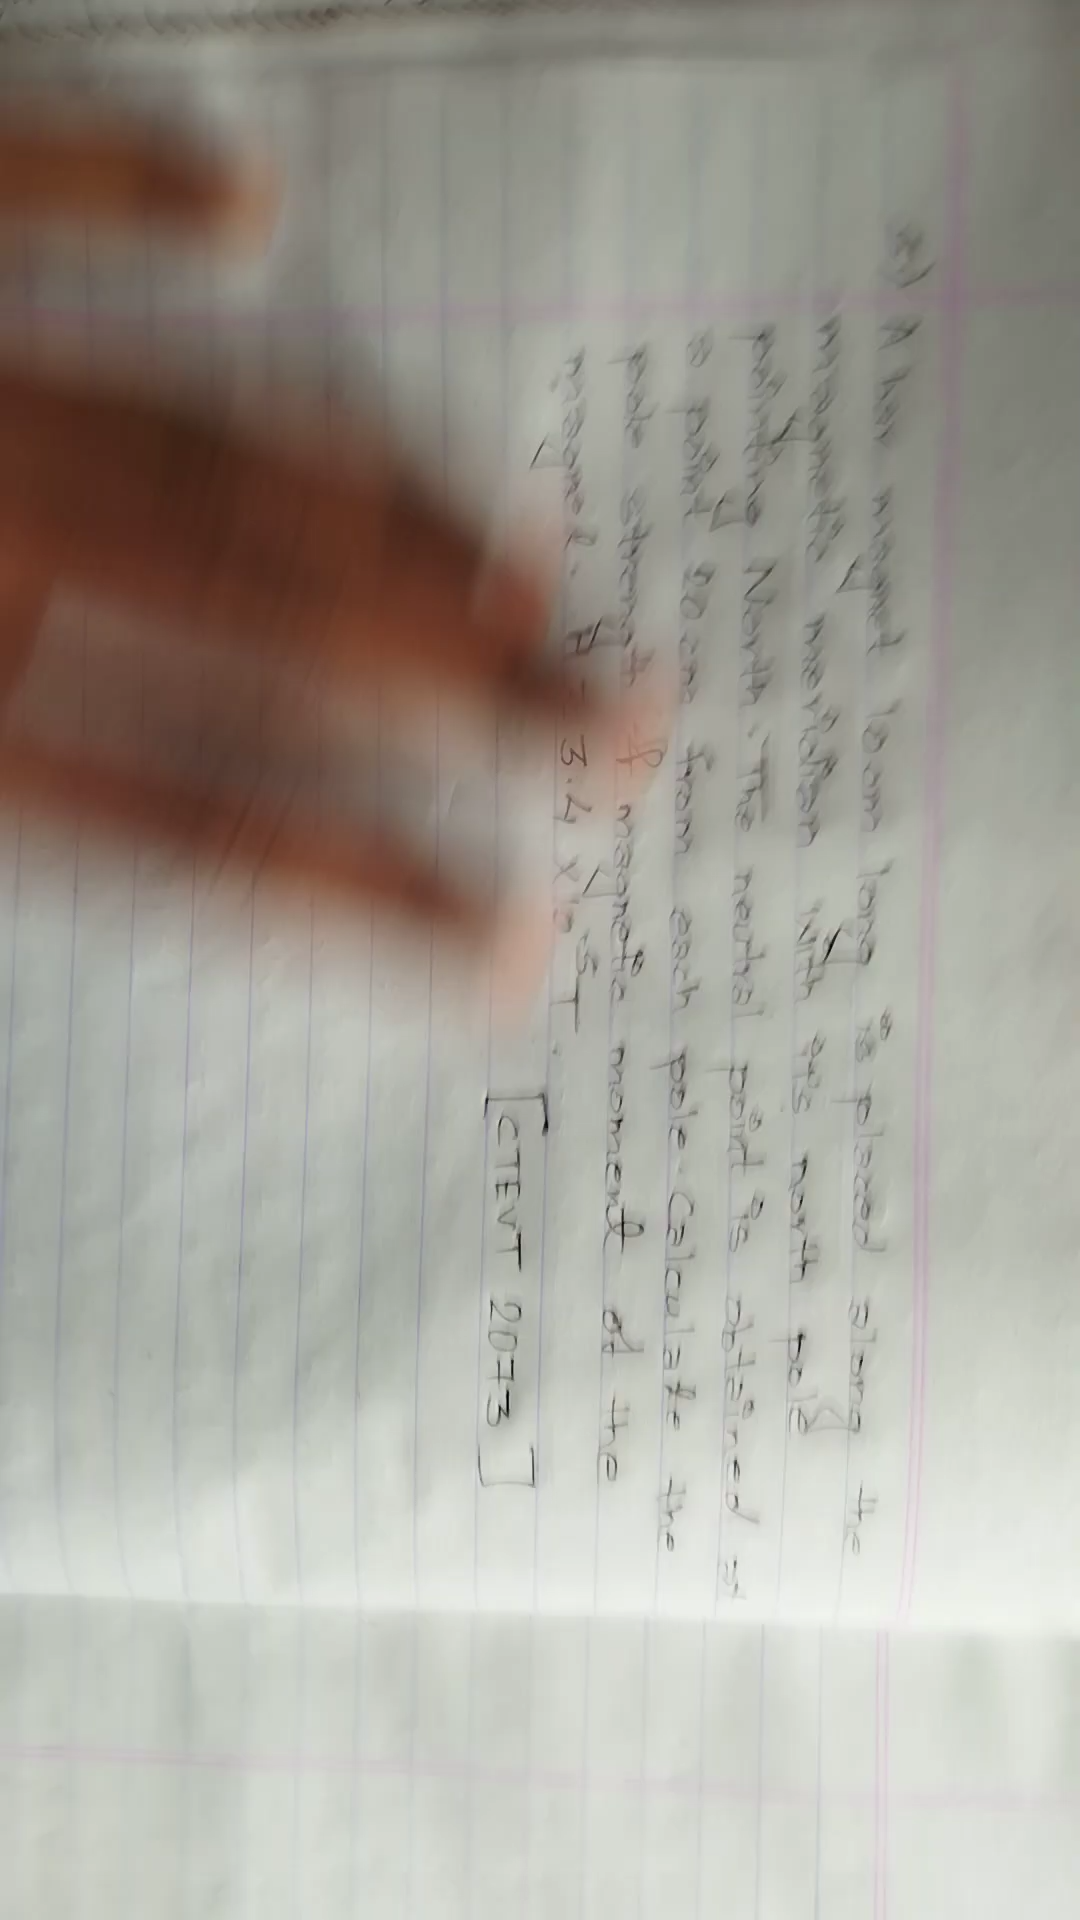 A bar magnet 10cm long is placed along the
magnetic meridian with it's north pole
pointing North. The neutral point is obtained at
a point 20cm from each pole. Calculate the
pole strength magnetic moment of the
magnet. H = 3.4 x 10⁻⁵ T.
[CTEVT 2073]